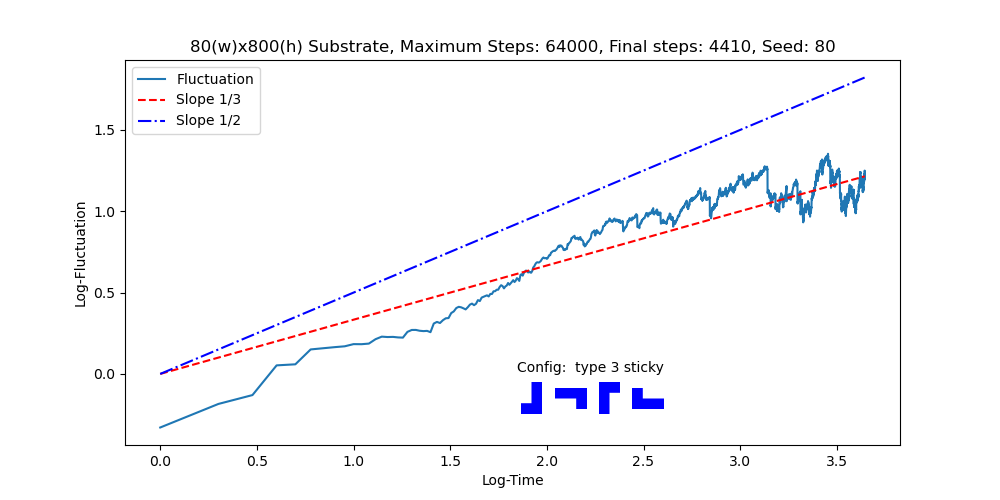 80(w)x800(h) Substrate, Maximum Steps: 64000, Final steps: 4410, Seed: 80
Fluctuation
Slope 1/3
Slope 1/2
Log-Fluctuation
1.5
1.0
0.5
0.0
Config:  type 3 sticky
0.0 0.5 1.0 1.5 2.0 2.5 3.0 3.5
Log-Time